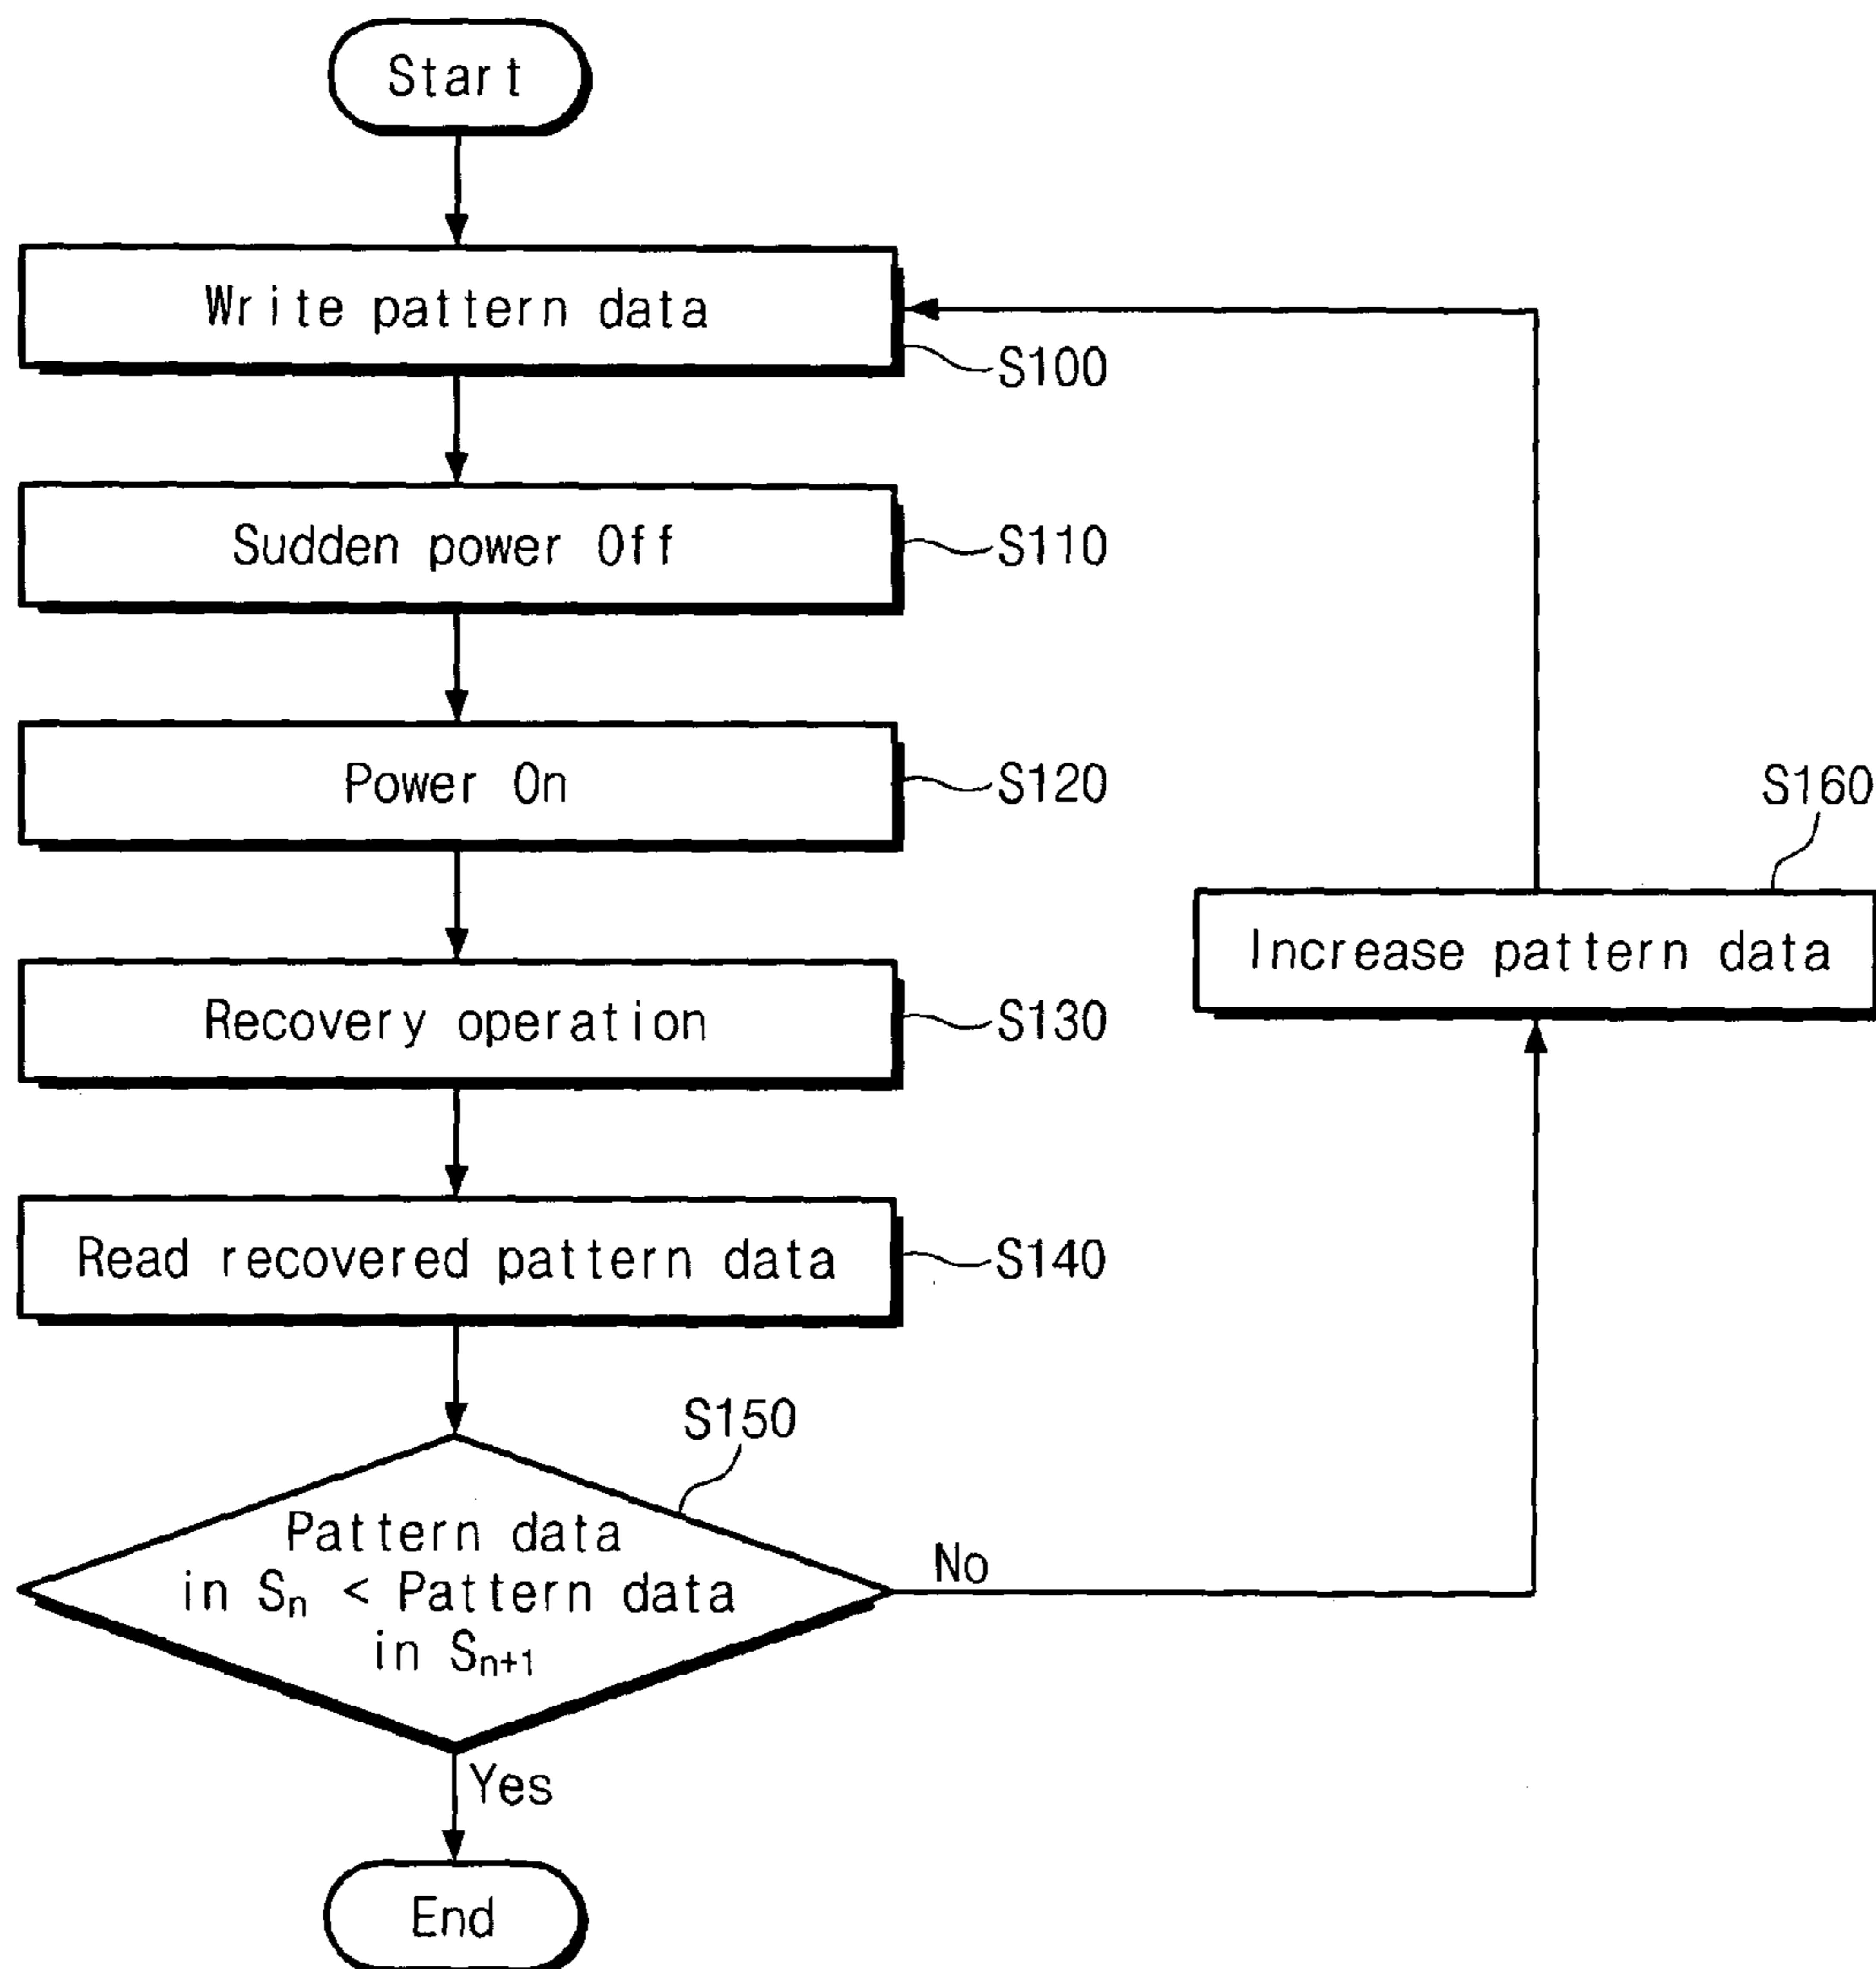 Start
Write pattern data
S100
Sudden power Off
S110
Power On
S120
S160
Increase pattern data
Recovery operation
S130
Read recovered pattern data
S140
S150
Pattern data
in Sn < Pattern data
in Sn+1
No
Yes
End